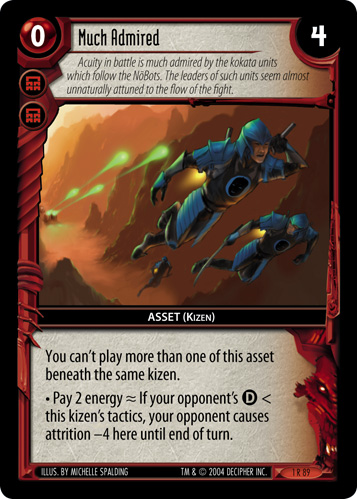 0
Much Admired
4
Acuity in battle is much admired by the kokata units
which follow the NōBots. The leaders of such units seem almost
unnaturally attuned to the flow of the fight.
ASSET (KIZEN)
You can't play more than one of this asset
beneath the same kizen.
• Pay 2 energy ≈ If your opponent's D <
this kizen's tactics, your opponent causes
attrition –4 here until end of turn.
ILLUS. BY MICHELLE SPALDING
TM & © 2004 DECIPHER INC.
1 R 89